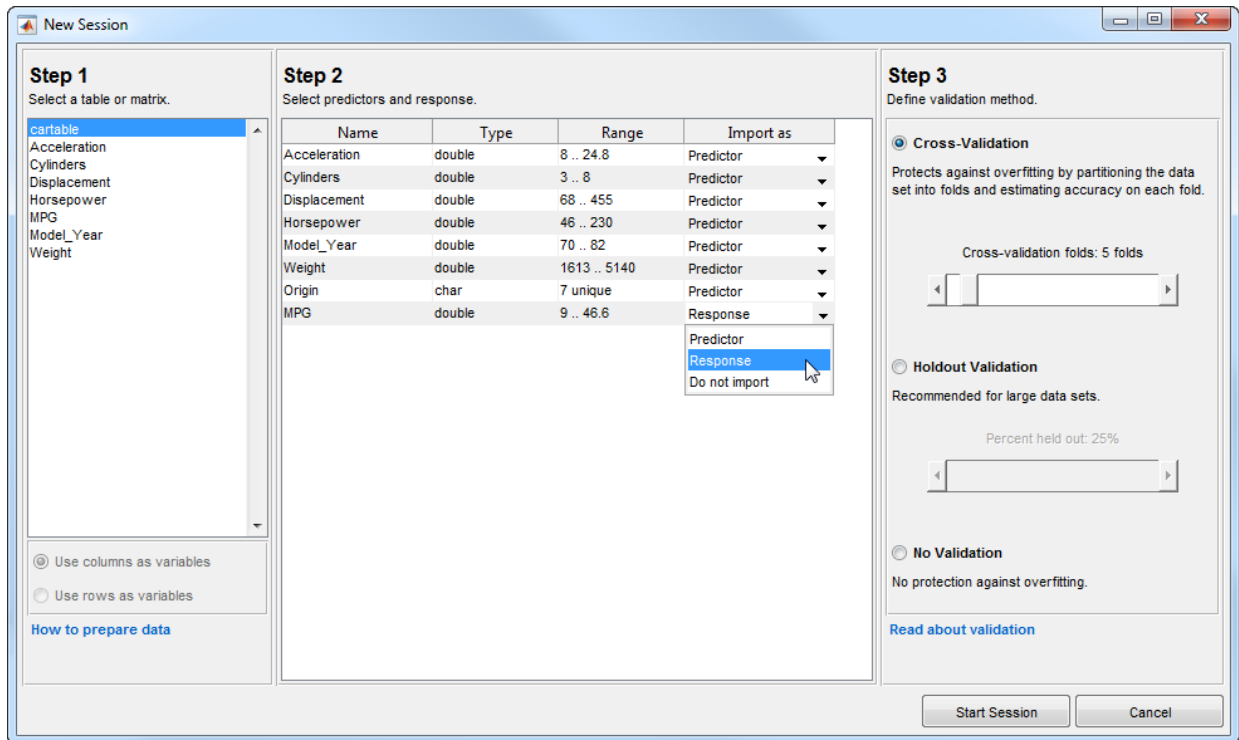 New Session
Step 1
Select a table or matrix.
cartable
Acceleration
Cylinders
Displacement
Horsepower
MPG
Model_Year
Weight
Use columns as variables
Use rows as variables
How to prepare data
Step 2
Select predictors and response.
Name Type Range Import as
Acceleration double 8 .. 24.8 Predictor
Cylinders double 3 .. 8 Predictor
Displacement double 68 .. 455 Predictor
Horsepower double 46 .. 230 Predictor
Model_Year double 70 .. 82 Predictor
Weight double 1613 .. 5140 Predictor
Origin char 7 unique Predictor
MPG double 9 .. 46.6 Response
Predictor
Response
Do not import
Step 3
Define validation method.
Cross-Validation
Protects against overfitting by partitioning the data
set into folds and estimating accuracy on each fold.
Cross-validation folds: 5 folds
Holdout Validation
Recommended for large data sets.
Percent held out: 25%
No Validation
No protection against overfitting.
Read about validation
Start Session Cancel